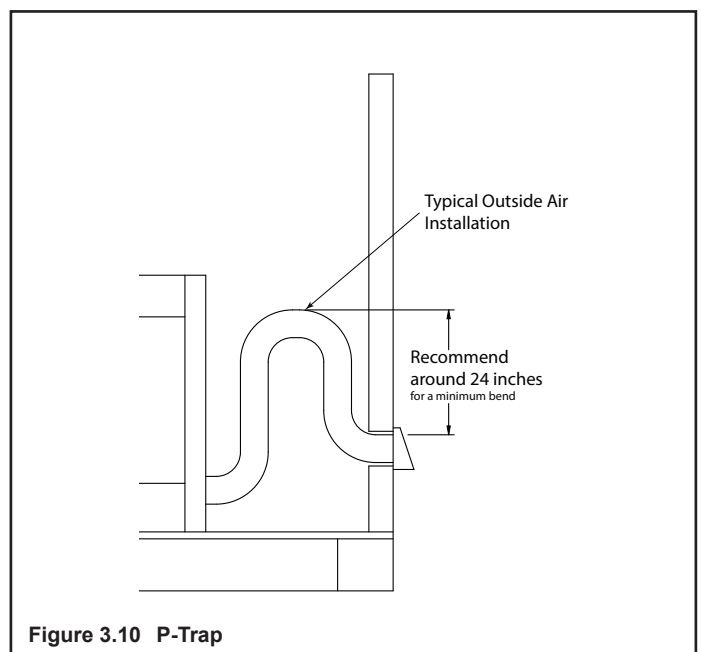 Typical Outside Air
Installation
Recommend
around 24 inches
for a minimum bend
Figure 3.10 P-Trap